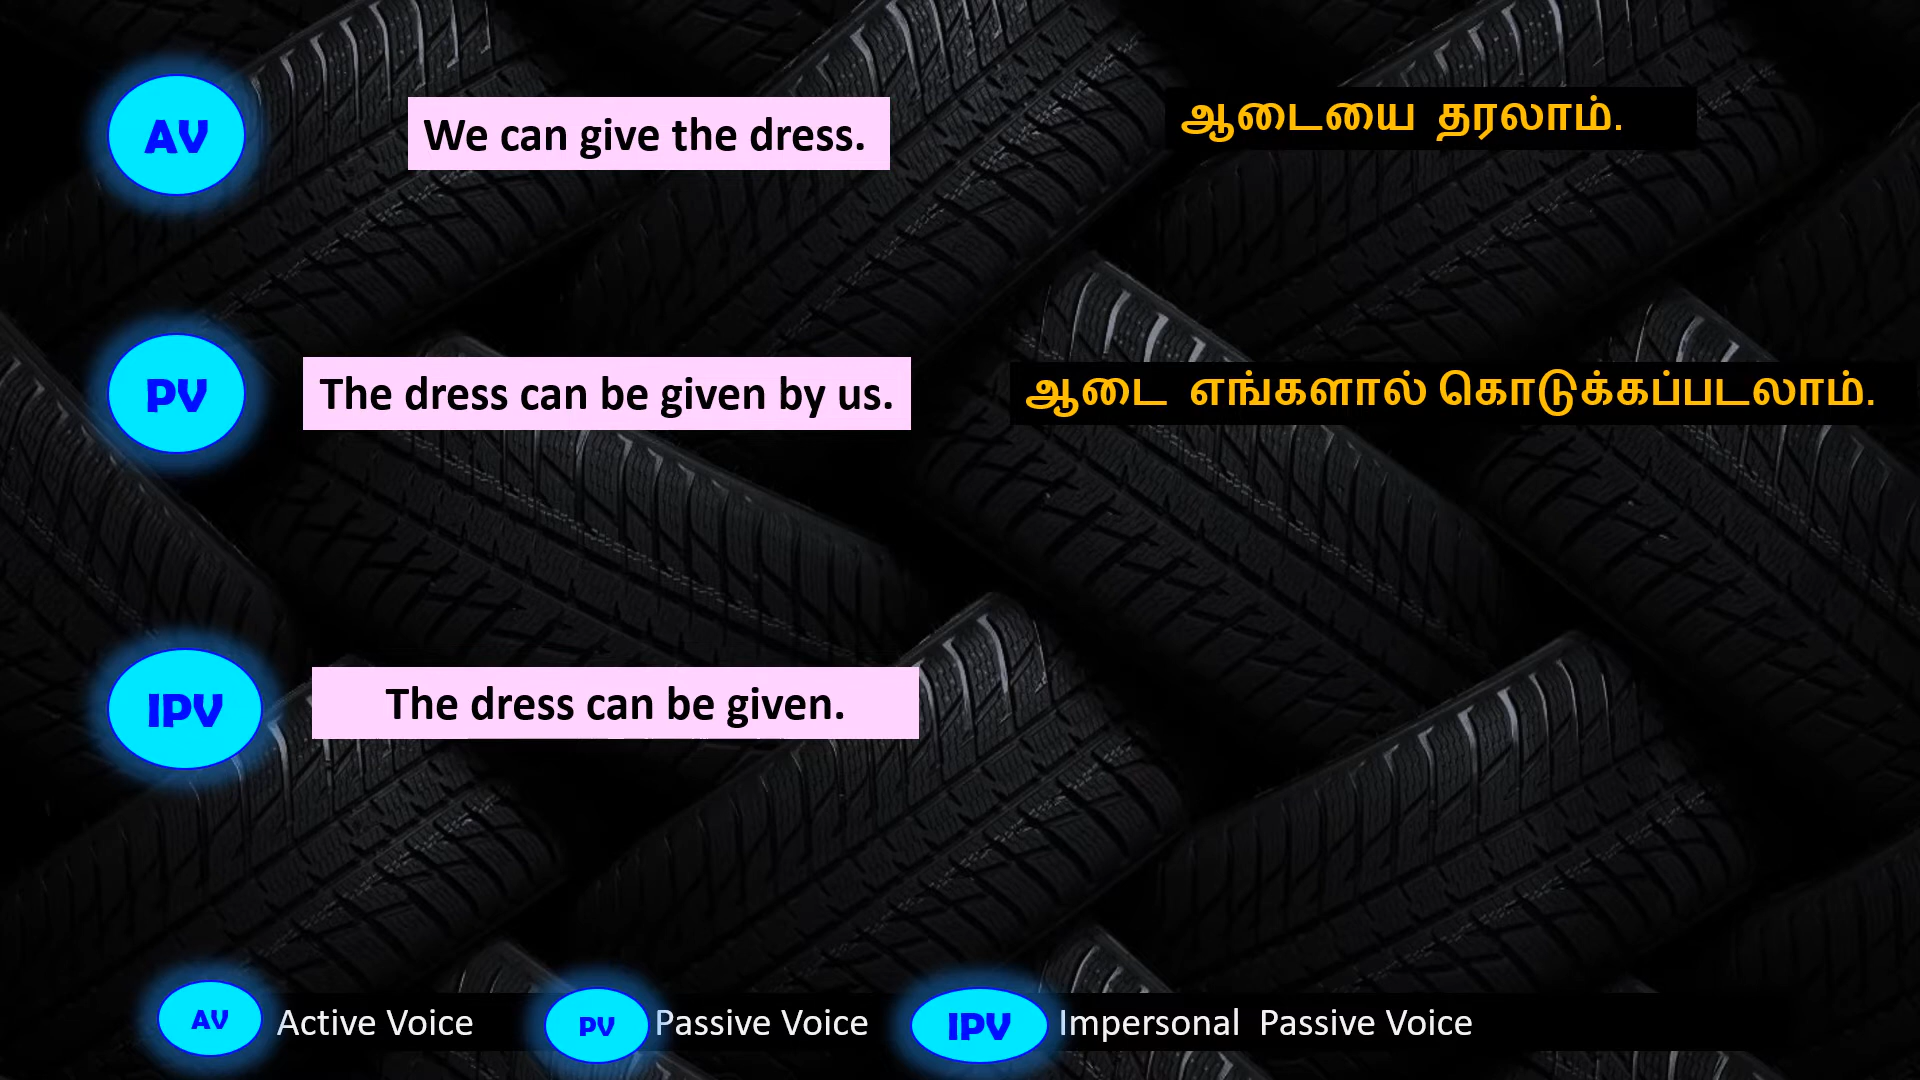 AV
We can give the dress.
ஆடையை தரலாம்.
PV
The dress can be given by us.
ஆடை எங்களால் கொடுக்கப்படலாம்.
IPV
The dress can be given.
AV Active Voice PV Passive Voice IPV Impersonal Passive Voice